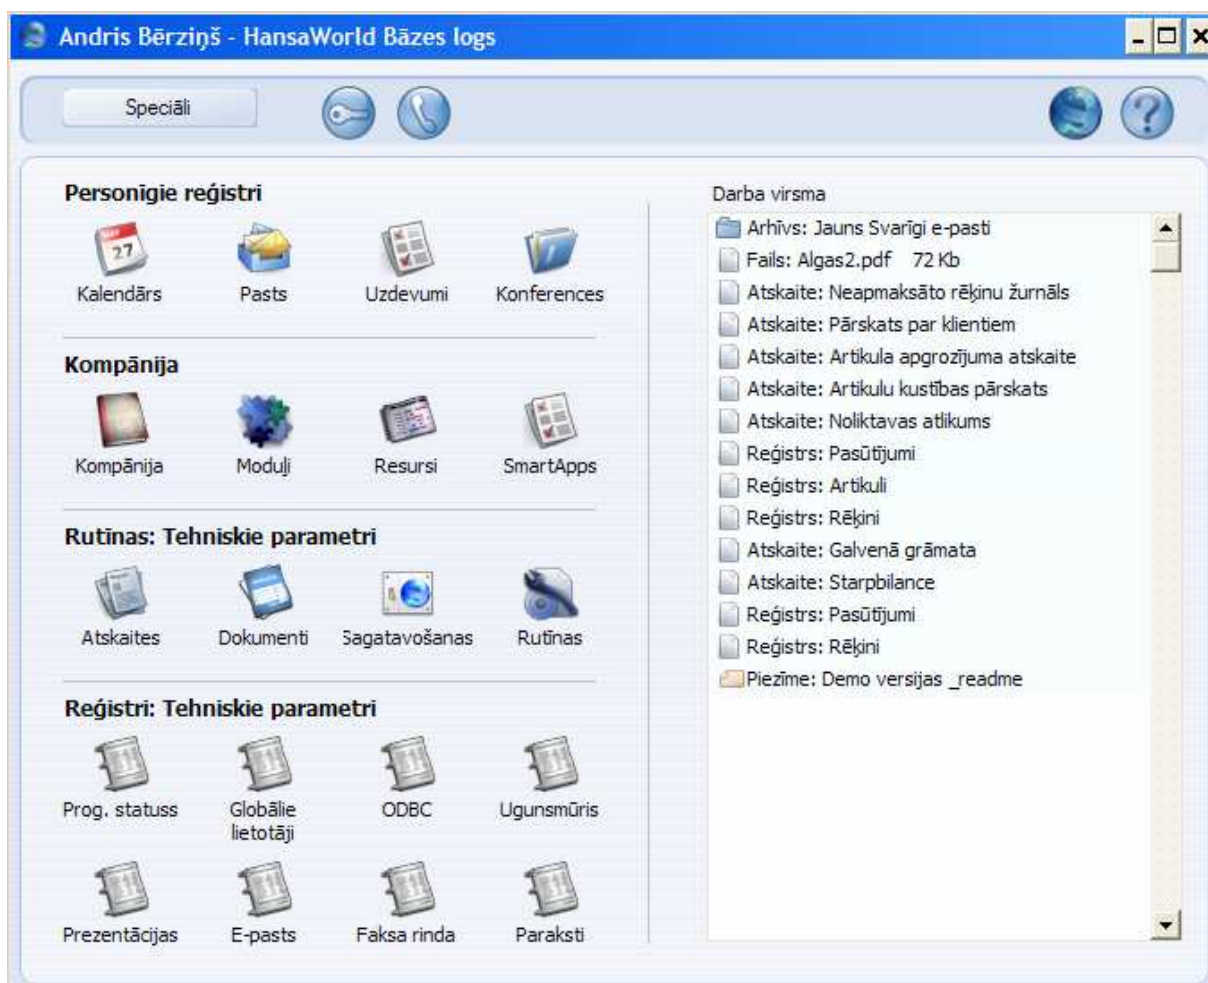 Andris Bērziņš - HansaWorld Bāzes logs
Speciāli
Personīgie reģistri
Kalendārs Pasts Uzdevumi Konferences
Kompānija
Kompānija Moduļi Resursi SmartApps
Rutīnas: Tehniskie parametri
Atskaites Dokumenti Sagatavošanas Rutīnas
Reģistri: Tehniskie parametri
Prog. statuss Globālie lietotāji ODBC Ugunsmūris
Prezentācijas E-pasts Faksa rinda Paraksti
Darba virsma
Arhīvs: Jauns Svarīgi e-pasti
Fails: Algas2.pdf 72 Kb
Atskaite: Neapmaksāto rēķinu žurnāls
Atskaite: Pārskats par klientiem
Atskaite: Artikula apgrozījuma atskaite
Atskaite: Artikulu kustības pārskats
Atskaite: Noliktavas atlikums
Reģistrs: Pasūtījumi
Reģistrs: Artikuli
Reģistrs: Rēķini
Atskaite: Galvenā grāmata
Atskaite: Starpbilance
Reģistrs: Pasūtījumi
Reģistrs: Rēķini
Piezīme: Demo versijas _readme